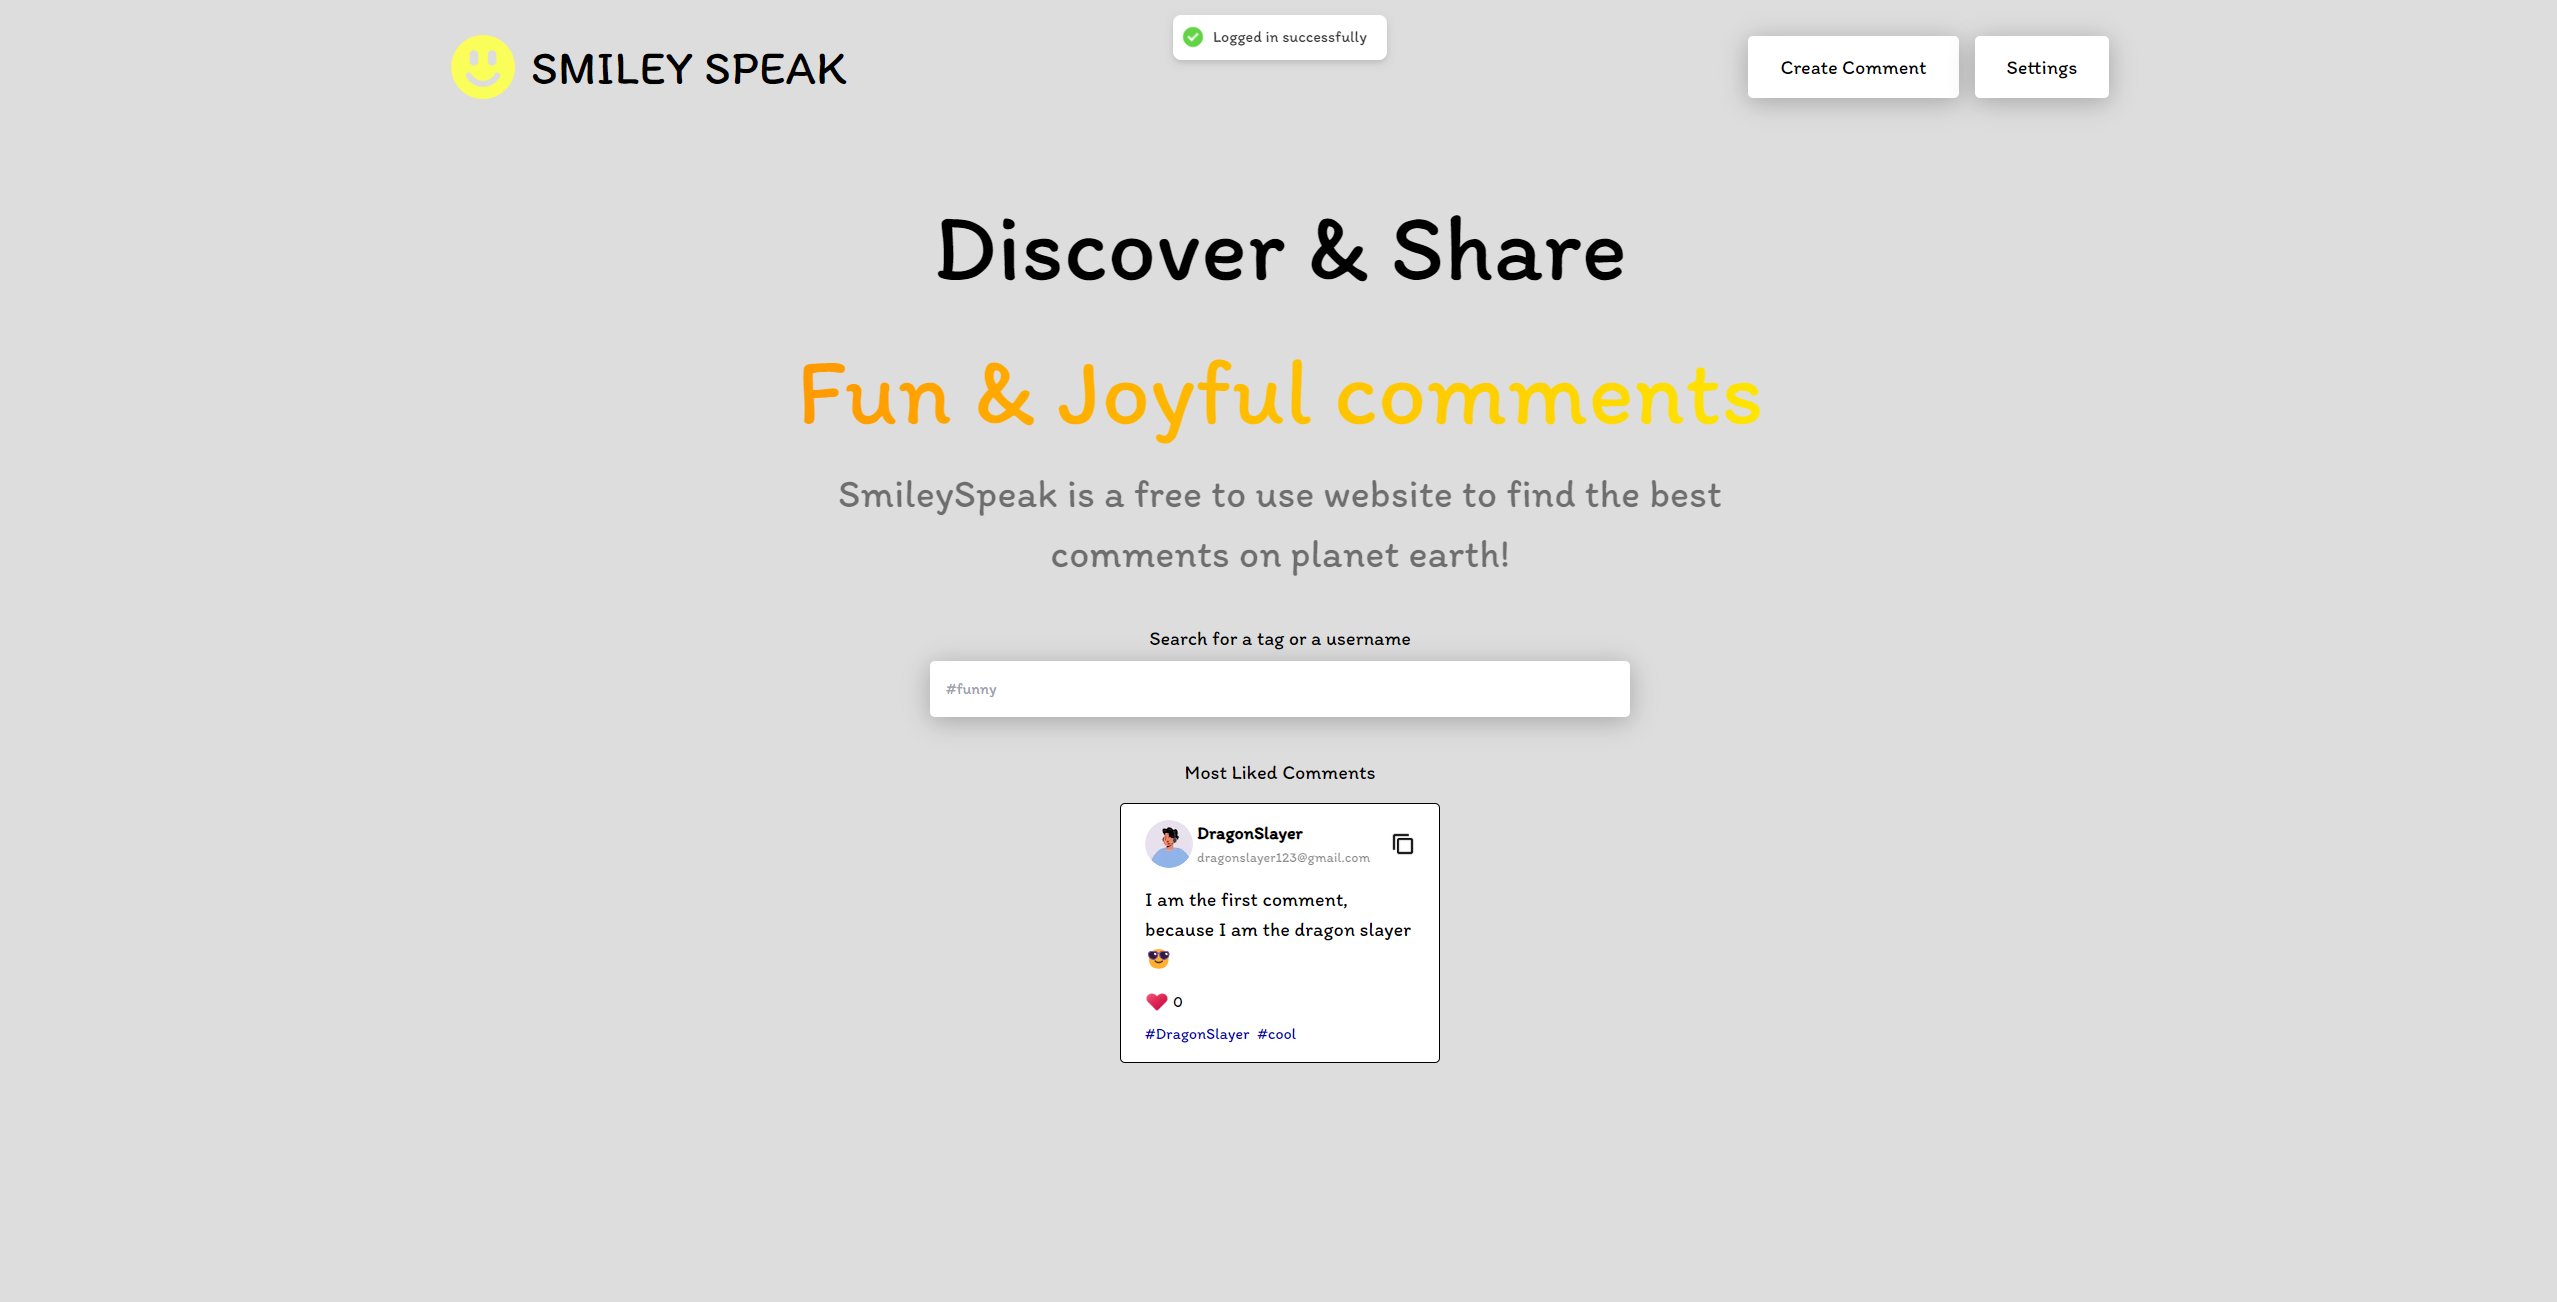 SMILEY SPEAK
Logged in successfully
Create Comment
Settings
Discover & Share
Fun & Joyful comments
SmileySpeak is a free to use website to find the best
comments on planet earth!
Search for a tag or a username
#funny
Most Liked Comments
DragonSlayer
dragonslayer123@gmail.com
I am the first comment,
because I am the dragon slayer
😎
0
#DragonSlayer #cool